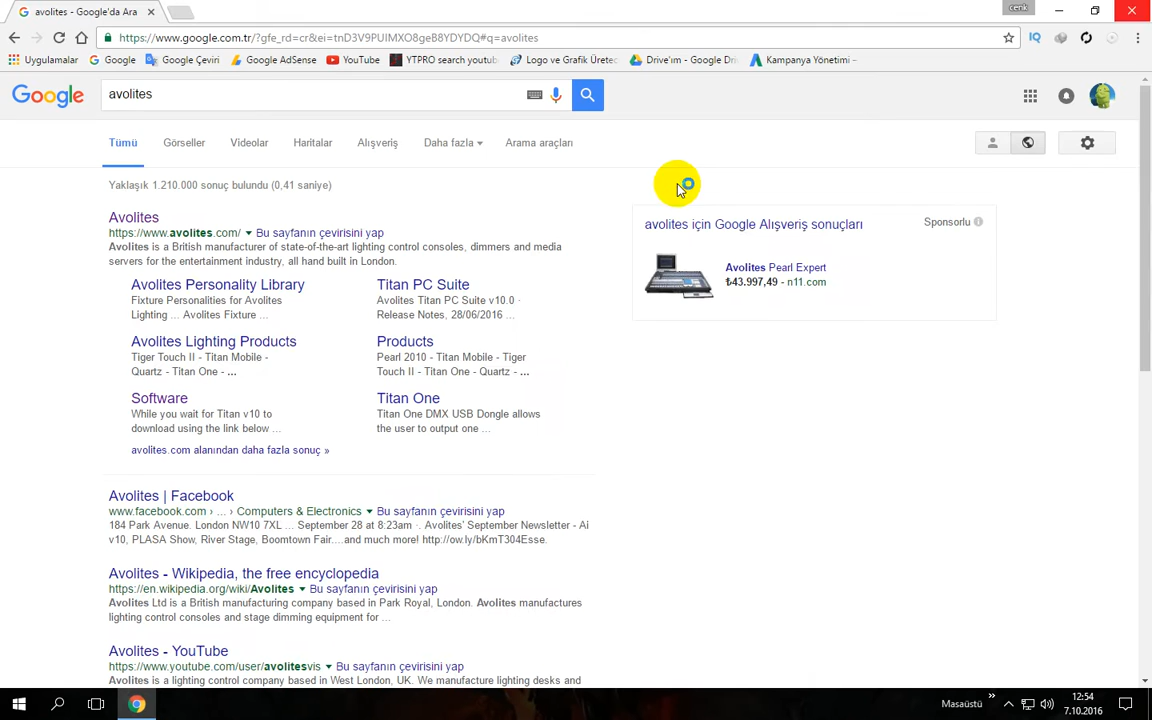 avolites - Google'da Ara
cenk
https://www.google.com.tr/?gfe_rd=cr&ei=tnD3V9PUIMXO8geB8YDYDQ#q=avolites
Uygulamalar Google Google Çeviri Google AdSense YouTube YTPRO search youtub Logo ve Grafik Üretec Drive'ım - Google Dri Kampanya Yönetimi -
Google avolites
Tümü Görseller Videolar Haritalar Alışveriş Daha fazla Arama araçları
Yaklaşık 1.210.000 sonuç bulundu (0,41 saniye)
Avolites
https://www.avolites.com/ Bu sayfanın çevirisini yap
Avolites is a British manufacturer of state-of-the-art lighting control consoles, dimmers and media
servers for the entertainment industry, all hand built in London.
Avolites Personality Library
Fixture Personalities for Avolites
Lighting ... Avolites Fixture ...
Titan PC Suite
Avolites Titan PC Suite v10.0 ·
Release Notes, 28/06/2016 ...
Avolites Lighting Products
Tiger Touch II - Titan Mobile -
Quartz - Titan One - ...
Products
Pearl 2010 - Titan Mobile - Tiger
Touch II - Titan One - Quartz - ...
Software
While you wait for Titan v10 to
download using the link below ...
Titan One
Titan One DMX USB Dongle allows
the user to output one ...
avolites.com alanından daha fazla sonuç »
avolites için Google Alışveriş sonuçları
Sponsorlu
Avolites Pearl Expert
₺43.997,49 - n11.com
Avolites | Facebook
www.facebook.com › ... › Computers & Electronics Bu sayfanın çevirisini yap
184 Park Avenue. London NW10 7XL ... September 28 at 8:23am ·. Avolites' September Newsletter - Ai
v10, PLASA Show, River Stage, Boomtown Fair....and much more! http://ow.ly/bKmT304Ese.
Avolites - Wikipedia, the free encyclopedia
https://en.wikipedia.org/wiki/Avolites Bu sayfanın çevirisini yap
Avolites Ltd is a British manufacturing company based in Park Royal, London. Avolites manufactures
lighting control consoles and stage dimming equipment for ...
Avolites - YouTube
https://www.youtube.com/user/avolitesvis Bu sayfanın çevirisini yap
Avolites is a lighting control company based in West London, UK. We manufacture lighting desks and
Masaüstü
12:54
7.10.2016